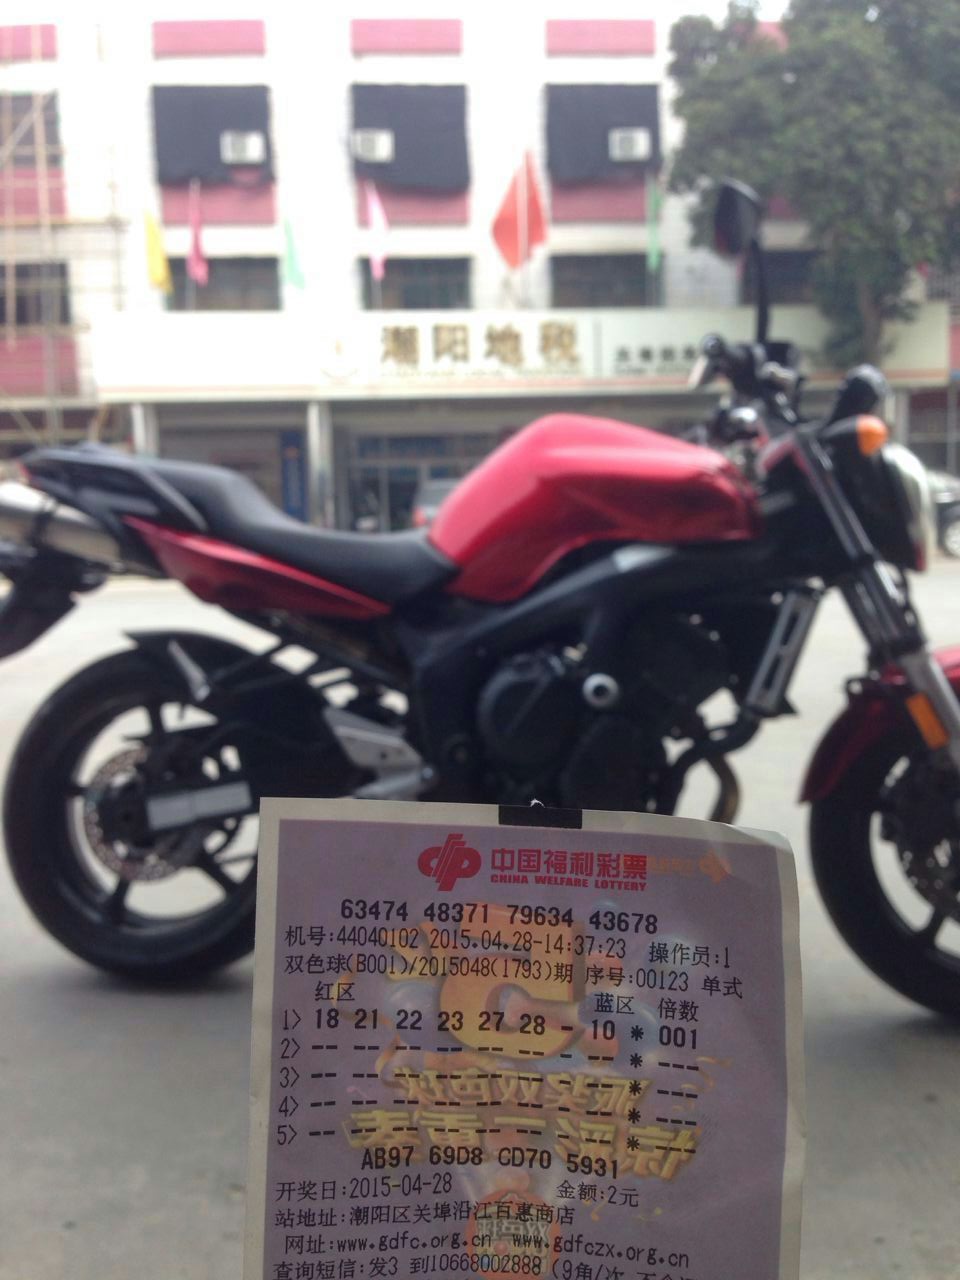 潮阳地税
中国福利彩票
CHINA WELFARE LOTTERY
63474 48371 79634 43678
机号:44040102 2015.04.28-14:37:23 操作员:1
双色球(B001)/2015048(1793)期 序号:00123 单式
红区 蓝区 倍数
1> 18 21 22 23 27 28 - 10 * 001
2> -- -- -- -- -- -- - -- * ---
3> -- -- -- -- -- -- - -- * ---
4> -- -- -- -- -- -- - -- * ---
5> -- -- -- -- -- -- - -- * ---
AB97 69D8 CD70 5931
开奖日:2015-04-28 金额:2元
站地址:潮阳区关埠沿江百惠商店
网址:www.gdfc.org.cn www.gdfczx.org.cn
查询短信:发3 到10668002888 (9角/次